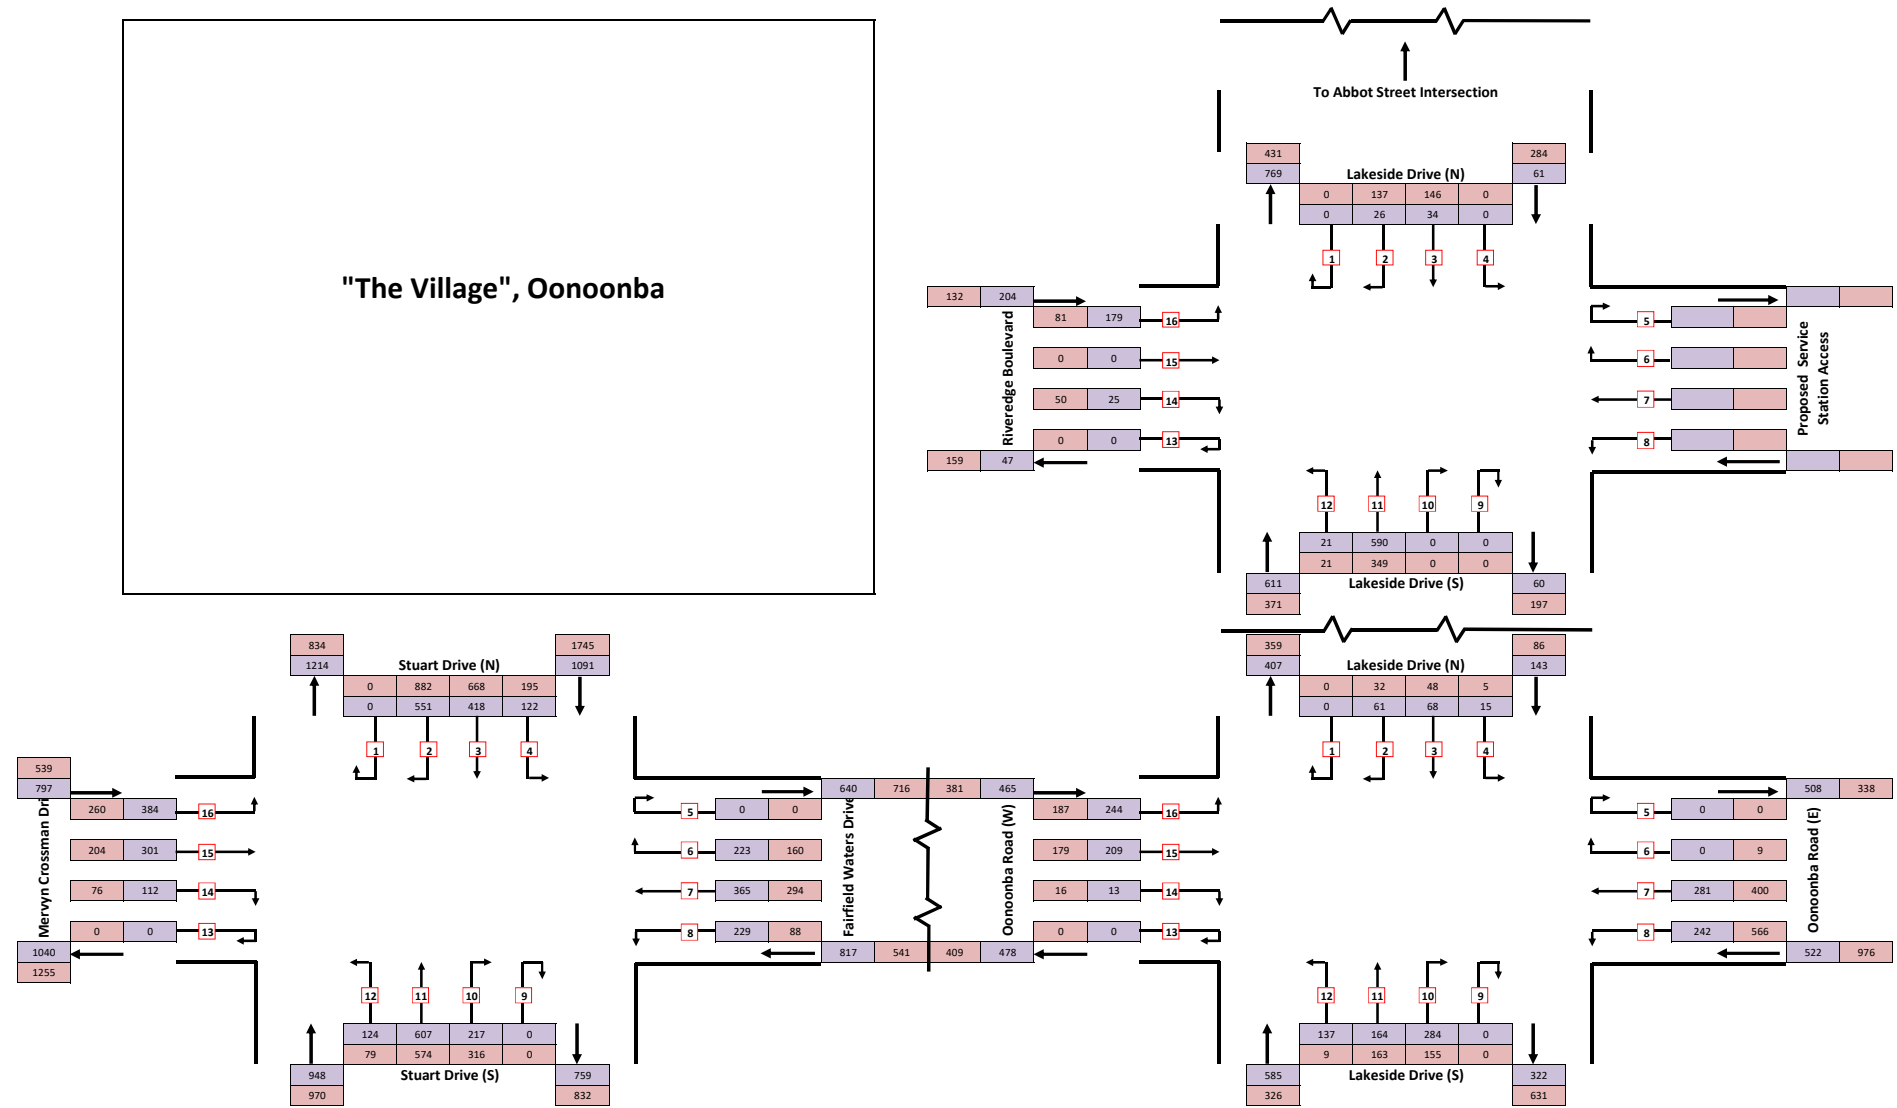 To Abbot Street Intersection
431 284
769 Lakeside Drive (N) 61
0 137 146 0
0 26 34 0
1 2 3 4
"The Village", Oonoonba
132 204
Riveredge Boulevard
81 179 16
0 0 15
50 25 14
0 0 13
159 47
5
6
7
8
Proposed Service
Station Access
12 11 10 9
21 590 0 0
21 349 0 0
611 Lakeside Drive (S) 60
371 197
834 1745
1214 Stuart Drive (N) 1091
0 882 668 195
0 551 418 122
1 2 3 4
539
797
Mervyn Crossman Dri
260 384 16
204 301 15
76 112 14
0 0 13
1040
1255
5 0 0
6 223 160
7 365 294
8 229 88
640 716 381 465
Fairfield Waters Drive
Oonoonba Road (W)
817 541 409 478
12 11 10 9
124 607 217 0
79 574 316 0
948 Stuart Drive (S) 759
970 832
359 86
407 Lakeside Drive (N) 143
0 32 48 5
0 61 68 15
1 2 3 4
187 244 16
179 209 15
16 13 14
0 0 13
508 338
5 0 0
6 0 9
7 281 400
8 242 566
Oonoonba Road (E)
522 976
12 11 10 9
137 164 284 0
9 163 155 0
585 Lakeside Drive (S) 322
326 631